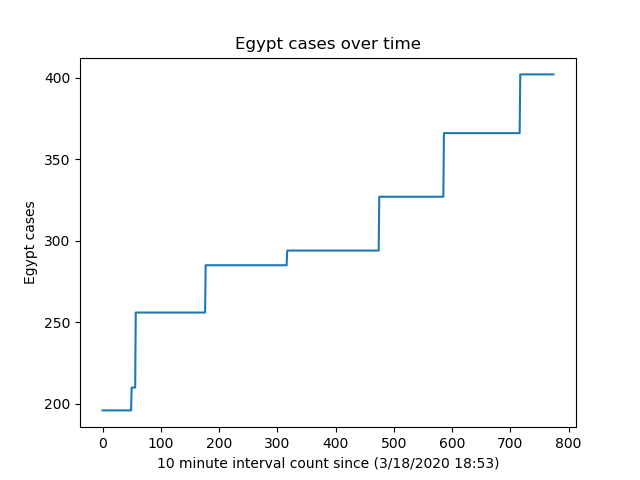 Egypt cases over time
400
350
300
250
200
Egypt cases
0 100 200 300 400 500 600 700 800
10 minute interval count since (3/18/2020 18:53)